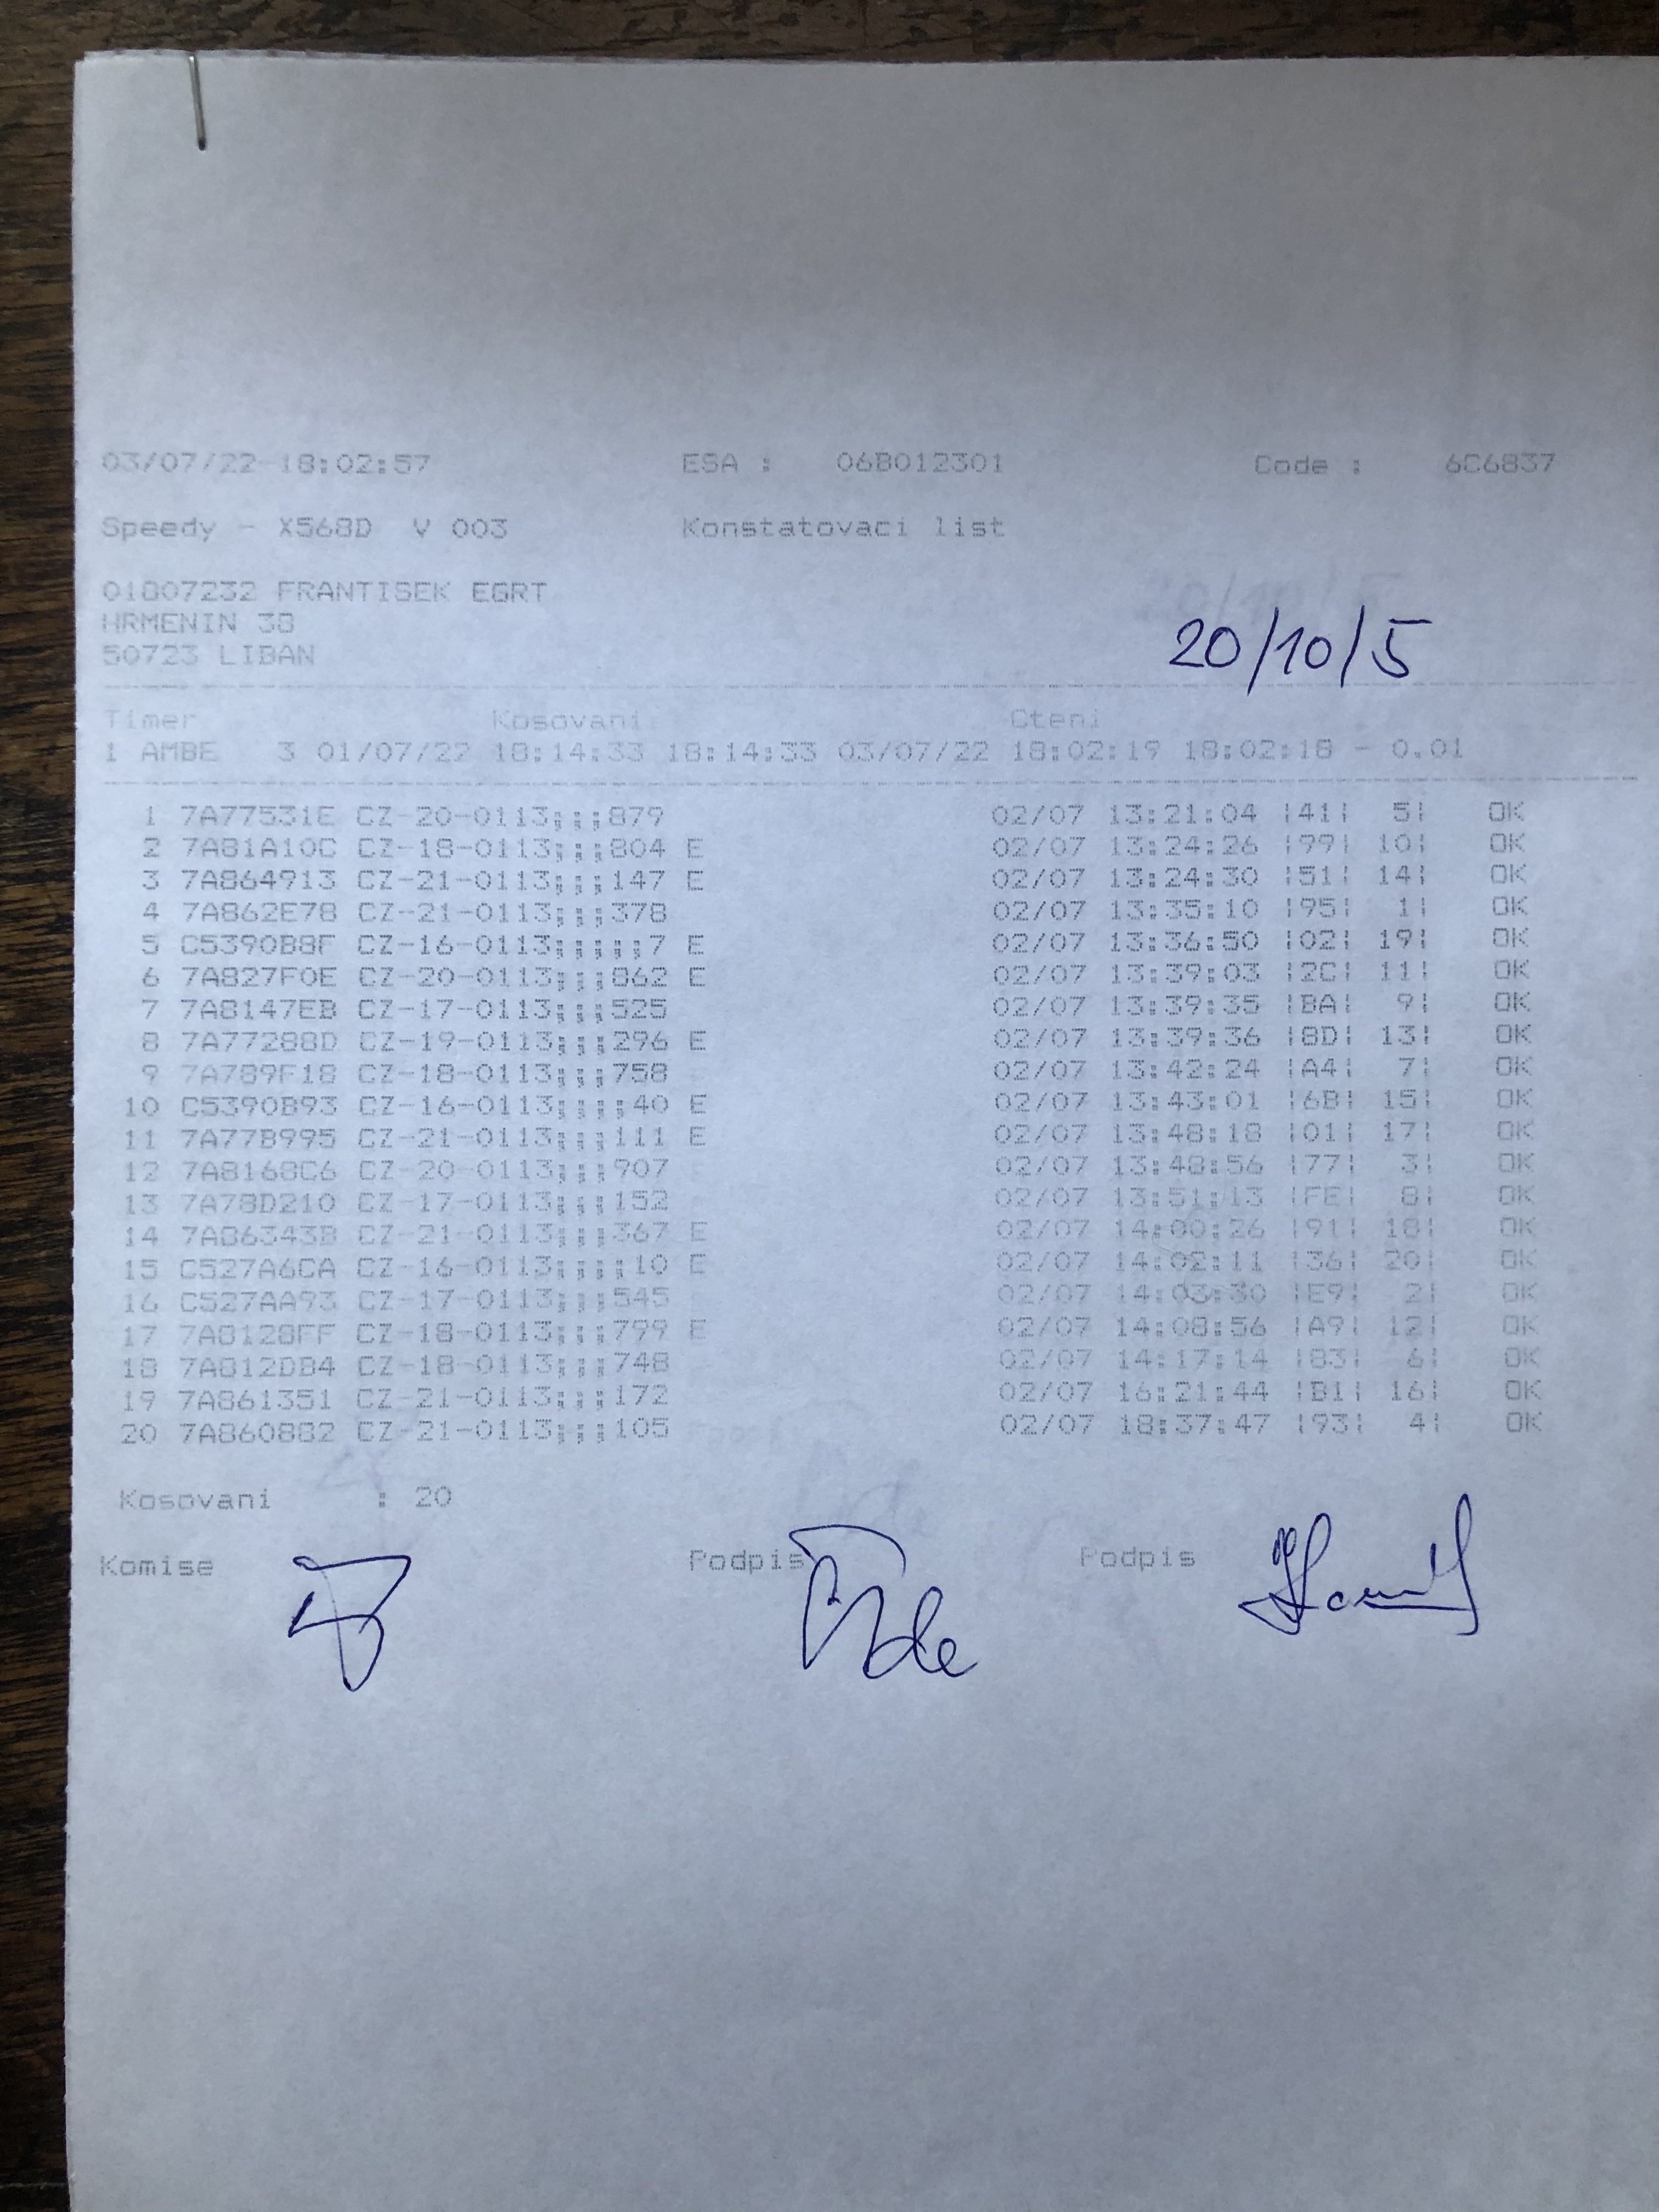 03/07/22-18:02:57 ESA : 06B012301 Code : 6C6837
Speedy - X568D V 003 Konstatovaci list
01807232 FRANTISEK EGRT
HRMENIN 38
50723 LIBAN
20/10/5
Timer Kosovani Cteni
1 AMBE 3 01/07/22 18:14:33 18:14:33 03/07/22 18:02:19 18:02:18 - 0.01
1 7A77531E CZ-20-0113;;;879 02/07 13:21:04 |41| 5| OK
2 7A81A10C CZ-18-0113;;;804 E 02/07 13:24:26 |99| 10| OK
3 7A864913 CZ-21-0113;;;147 E 02/07 13:24:30 |51| 14| OK
4 7A862E78 CZ-21-0113;;;378 02/07 13:35:10 |95| 1| OK
5 C5390B8F CZ-16-0113;;;;;7 E 02/07 13:36:50 |02| 19| OK
6 7A827F0E CZ-20-0113;;;862 E 02/07 13:39:03 |2C| 11| OK
7 7A8147EB CZ-17-0113;;;525 02/07 13:39:35 |BA| 9| OK
8 7A77288D CZ-19-0113;;;296 E 02/07 13:39:36 |8D| 13| OK
9 7A789F18 CZ-18-0113;;;758 02/07 13:42:24 |A4| 7| OK
10 C5390B93 CZ-16-0113;;;;40 E 02/07 13:43:01 |6B| 15| OK
11 7A77B995 CZ-21-0113;;;111 E 02/07 13:48:18 |01| 17| OK
12 7A8168C6 CZ-20-0113;;;907 02/07 13:48:56 |77| 3| OK
13 7A78D210 CZ-17-0113;;;152 02/07 13:51:13 |FE| 8| OK
14 7A86343B CZ-21-0113;;;367 E 02/07 14:00:26 |91| 18| OK
15 C527A6CA CZ-16-0113;;;;10 E 02/07 14:02:11 |36| 20| OK
16 C527AA93 CZ-17-0113;;;545 02/07 14:03:30 |E9| 2| OK
17 7A8128FF CZ-18-0113;;;799 E 02/07 14:08:56 |A9| 12| OK
18 7A812DB4 CZ-18-0113;;;748 02/07 14:17:14 |83| 6| OK
19 7A861351 CZ-21-0113;;;172 02/07 16:21:44 |B1| 16| OK
20 7A860882 CZ-21-0113;;;105 02/07 18:37:47 |93| 4| OK
Kosovani : 20
Komise Podpis Podpis